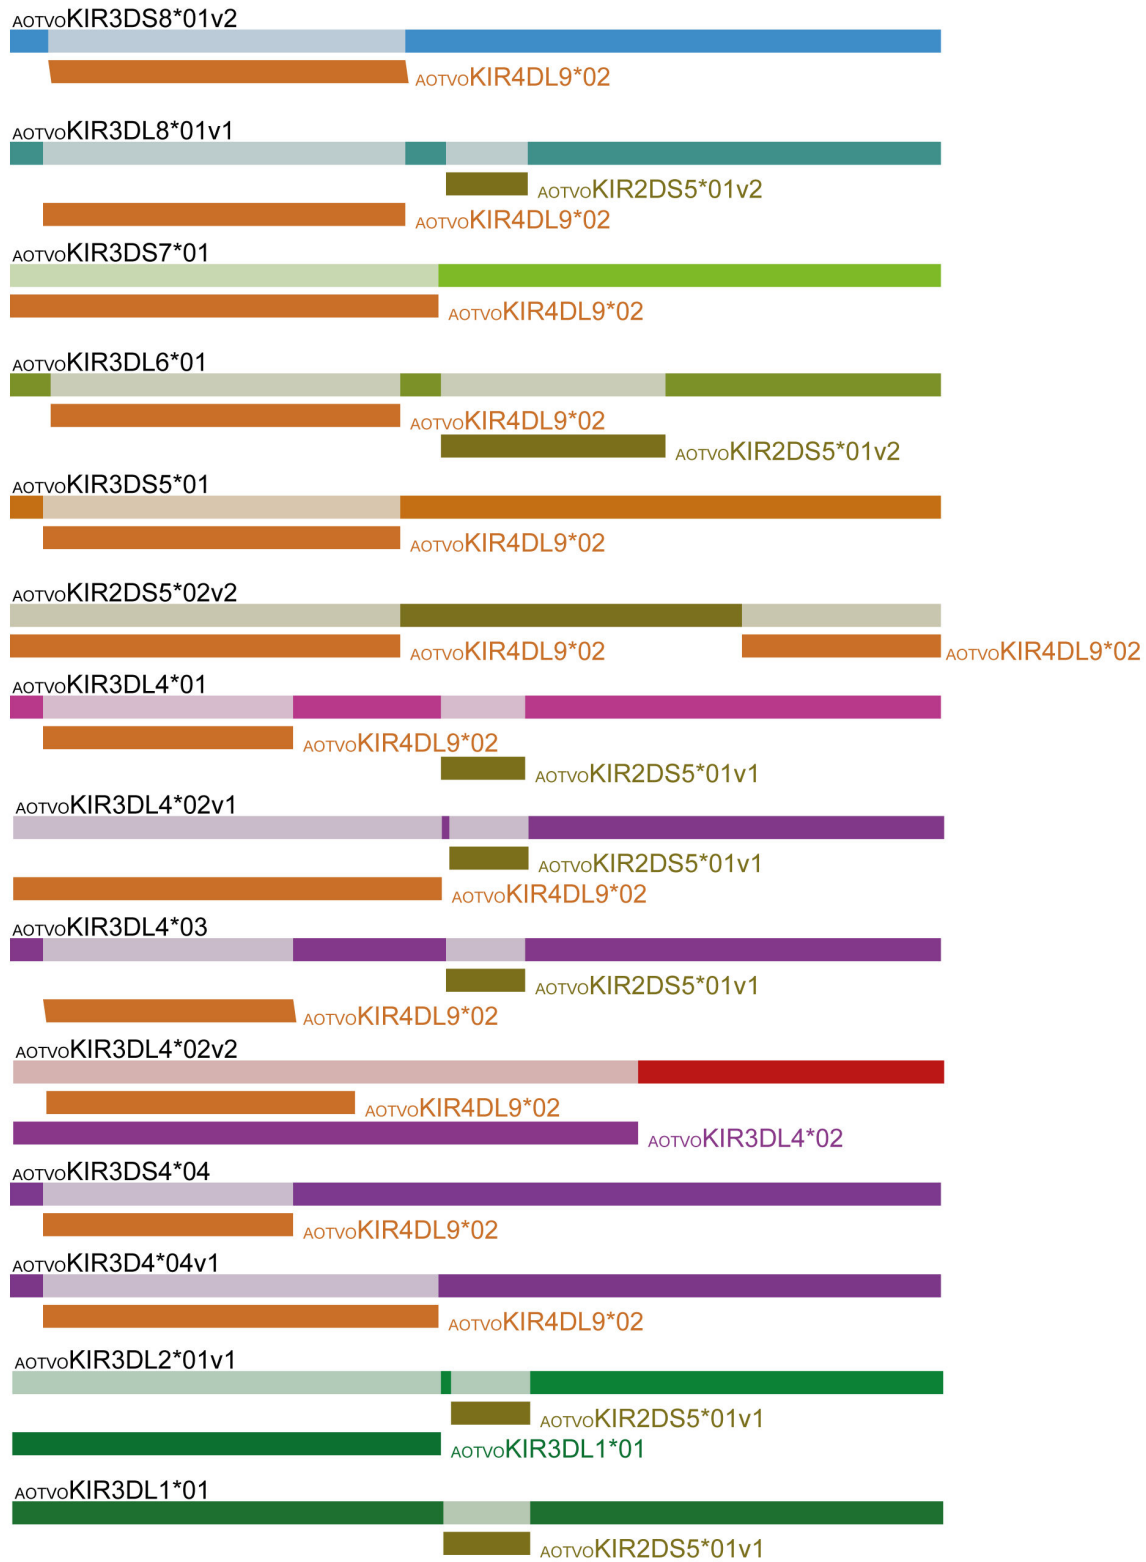 AOTVOKIR3DS8*01v2
AOTVOKIR4DL9*02
AOTVOKIR3DL8*01v1
AOTVOKIR2DS5*01v2
AOTVOKIR4DL9*02
AOTVOKIR3DS7*01
AOTVOKIR4DL9*02
AOTVOKIR3DL6*01
AOTVOKIR4DL9*02
AOTVOKIR2DS5*01v2
AOTVOKIR3DS5*01
AOTVOKIR4DL9*02
AOTVOKIR2DS5*02v2
AOTVOKIR4DL9*02 AOTVOKIR4DL9*02
AOTVOKIR3DL4*01
AOTVOKIR4DL9*02
AOTVOKIR2DS5*01v1
AOTVOKIR3DL4*02v1
AOTVOKIR2DS5*01v1
AOTVOKIR4DL9*02
AOTVOKIR3DL4*03
AOTVOKIR2DS5*01v1
AOTVOKIR4DL9*02
AOTVOKIR3DL4*02v2
AOTVOKIR4DL9*02
AOTVOKIR3DL4*02
AOTVOKIR3DS4*04
AOTVOKIR4DL9*02
AOTVOKIR3D4*04v1
AOTVOKIR4DL9*02
AOTVOKIR3DL2*01v1
AOTVOKIR2DS5*01v1
AOTVOKIR3DL1*01
AOTVOKIR3DL1*01
AOTVOKIR2DS5*01v1